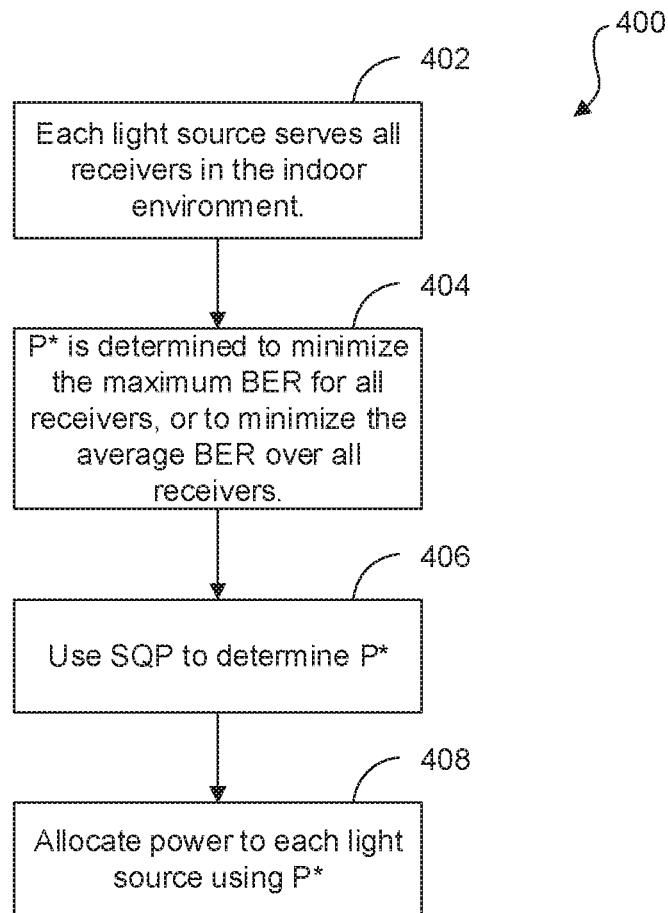 400
402
Each light source serves all
receivers in the indoor
environment.
404
P* is determined to minimize
the maximum BER for all
receivers, or to minimize the
average BER over all
receivers.
406
Use SQP to determine P*
408
Allocate power to each light
source using P*